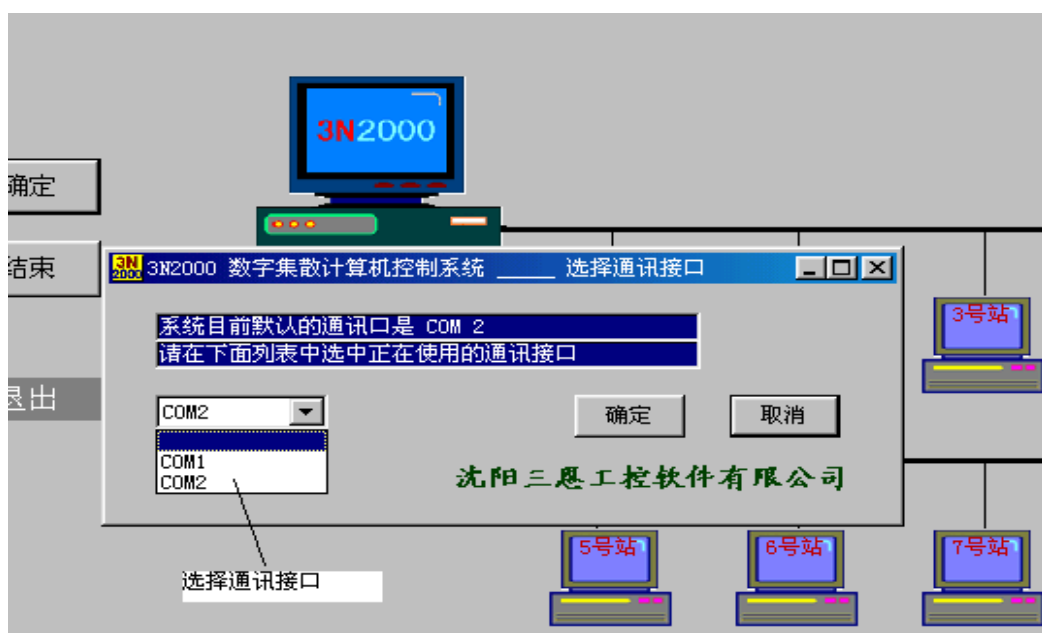 3N2000
确定
结束
3N
2000
3N2000 数字集散计算机控制系统 _____ 选择通讯接口
3号站
系统目前默认的通讯口是 COM 2
请在下面列表中选中正在使用的通讯接口
退出
COM2
确定
取消
COM1
COM2
沈阳三恩工控软件有限公司
5号站
6号站
7号站
选择通讯接口